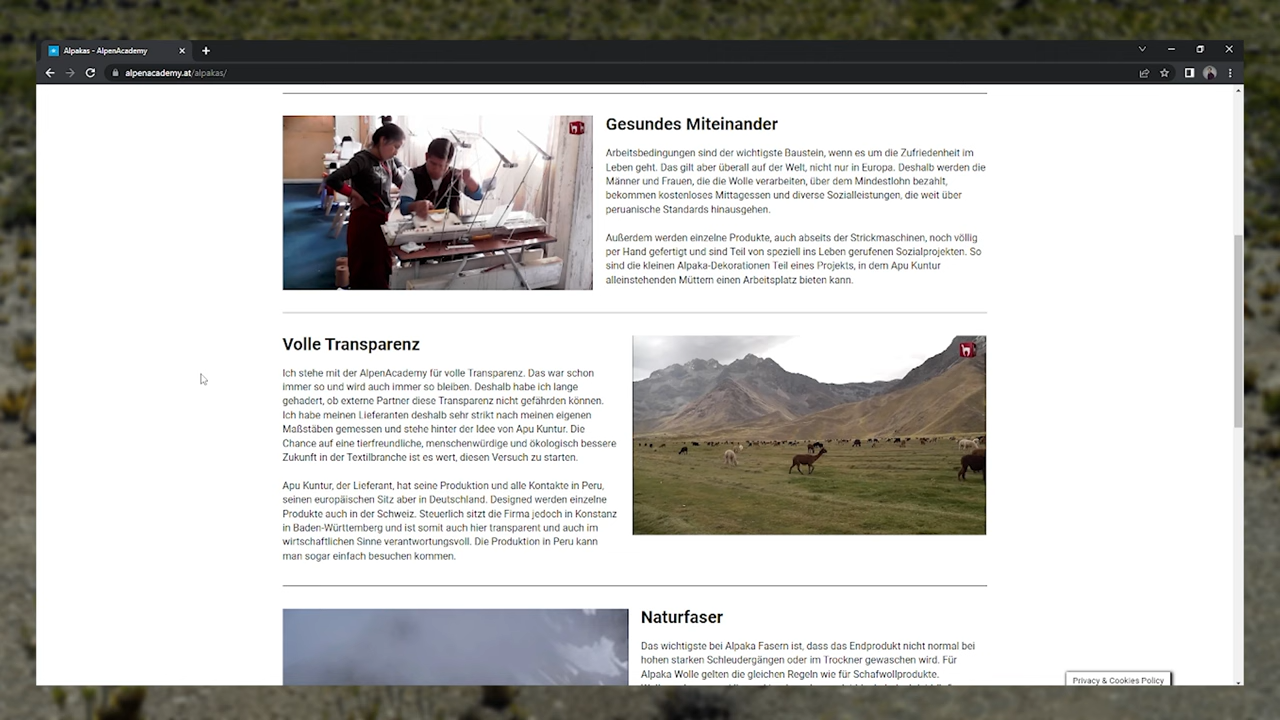 Alpakas - AlpenAcademy
alpenacademy.at/alpakas/
Gesundes Miteinander
Arbeitsbedingungen sind der wichtigste Baustein, wenn es um die Zufriedenheit im
Leben geht. Das gilt aber überall auf der Welt, nicht nur in Europa. Deshalb werden die
Männer und Frauen, die die Wolle verarbeiten, über dem Mindestlohn bezahlt,
bekommen kostenloses Mittagessen und diverse Sozialleistungen, die weit über
peruanische Standards hinausgehen.
Außerdem werden einzelne Produkte, auch abseits der Strickmaschinen, noch völlig
per Hand gefertigt und sind Teil von speziell ins Leben gerufenen Sozialprojekten. So
sind die kleinen Alpaka-Dekorationen Teil eines Projekts, in dem Apu Kuntur
alleinstehenden Müttern einen Arbeitsplatz bieten kann.
Volle Transparenz
Ich stehe mit der AlpenAcademy für volle Transparenz. Das war schon
immer so und wird auch immer so bleiben. Deshalb habe ich lange
gehadert, ob externe Partner diese Transparenz nicht gefährden können.
Ich habe meinen Lieferanten deshalb sehr strikt nach meinen eigenen
Maßstäben gemessen und stehe hinter der Idee von Apu Kuntur. Die
Chance auf eine tierfreundliche, menschenwürdige und ökologisch bessere
Zukunft in der Textilbranche ist es wert, diesen Versuch zu starten.
Apu Kuntur, der Lieferant, hat seine Produktion und alle Kontakte in Peru,
seinen europäischen Sitz aber in Deutschland. Designed werden einzelne
Produkte auch in der Schweiz. Steuerlich sitzt die Firma jedoch in Konstanz
in Baden-Württemberg und ist somit auch hier transparent und auch im
wirtschaftlichen Sinne verantwortungsvoll. Die Produktion in Peru kann
man sogar einfach besuchen kommen.
Naturfaser
Das wichtigste bei Alpaka Fasern ist, dass das Endprodukt nicht normal bei
hohen starken Schleudergängen oder im Trockner gewaschen wird. Für
Alpaka Wolle gelten die gleichen Regeln wie für Schafwollprodukte.
Privacy & Cookies Policy